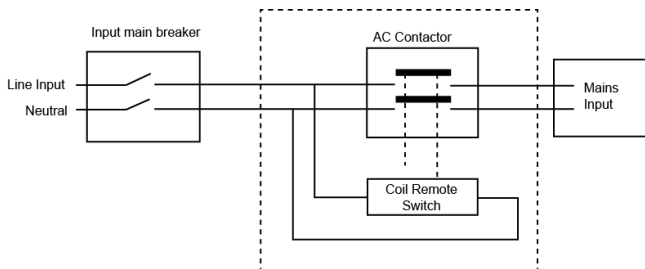 Input main breaker
AC Contactor
Line Input
Neutral
Mains
Input
Coil Remote
Switch